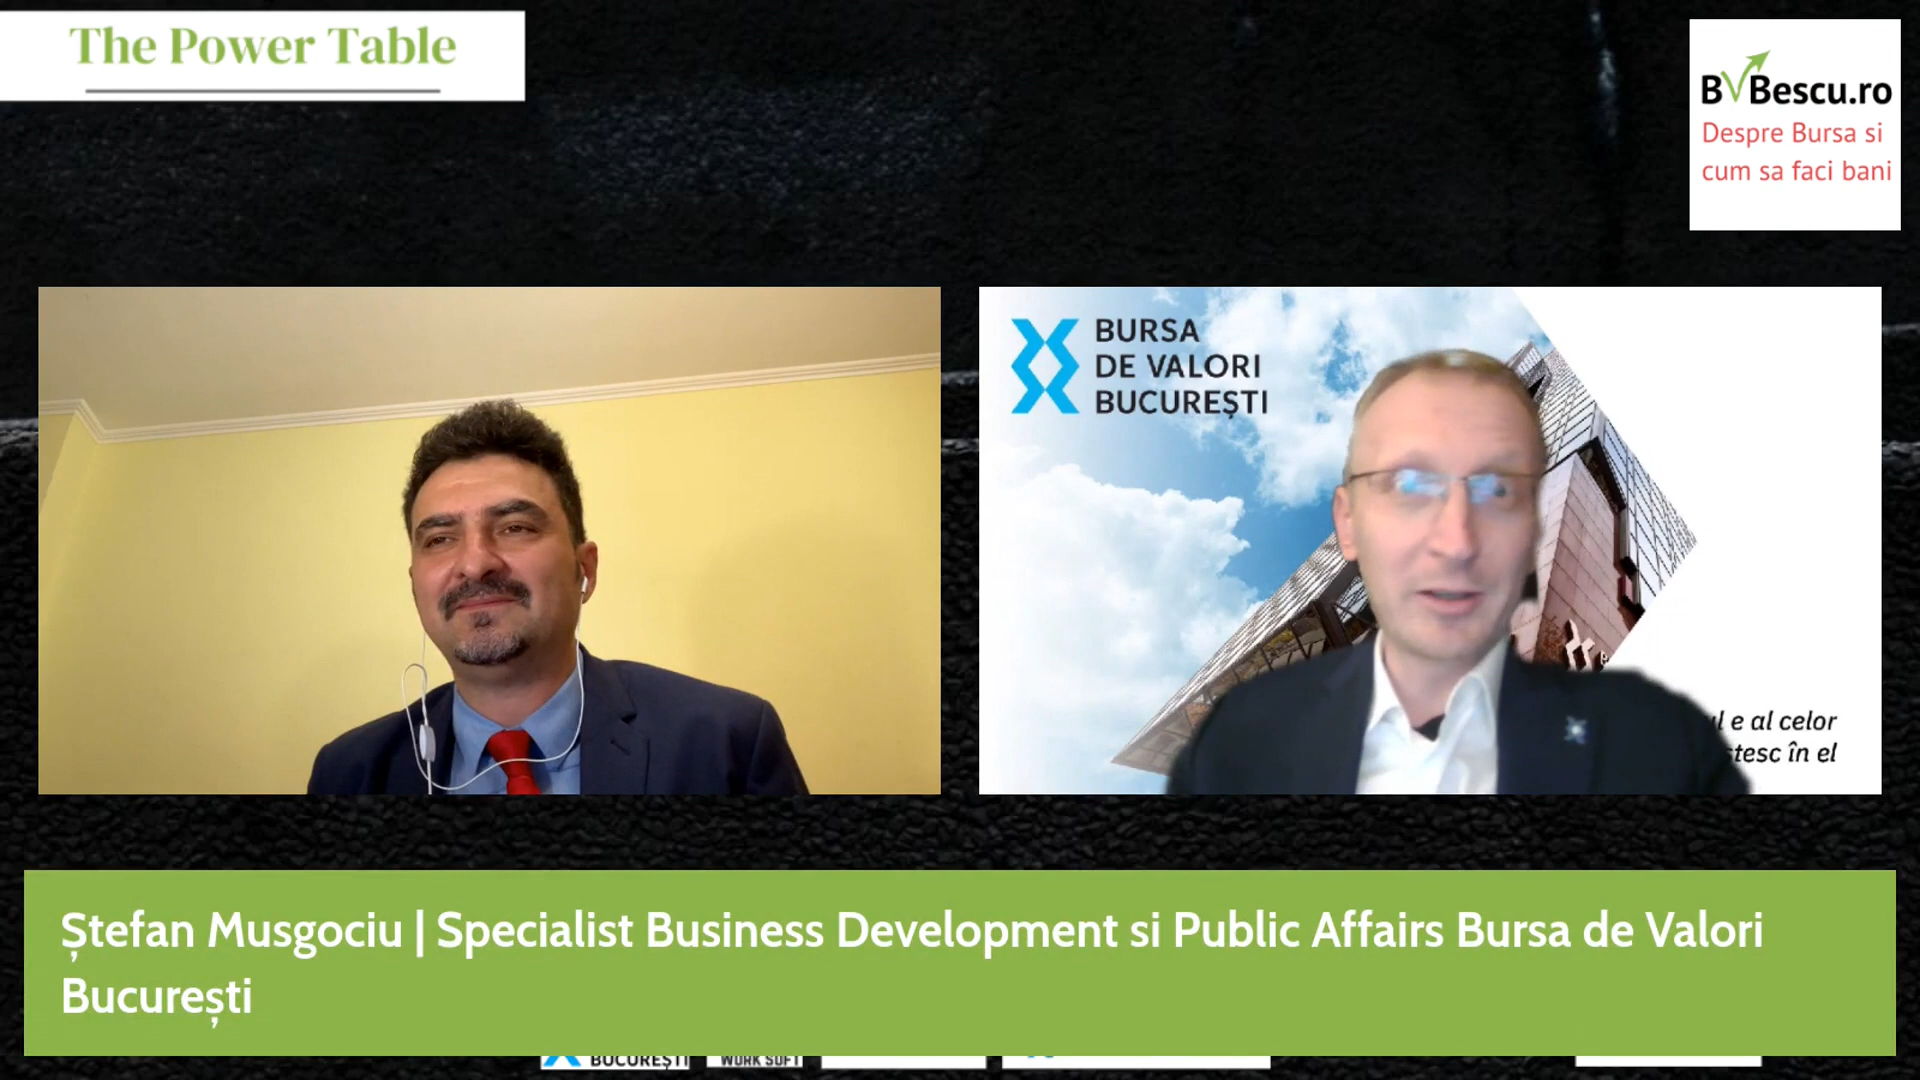 The Power Table
BVBescu.ro
Despre Bursa si
cum sa faci bani
BURSA
DE VALORI
BUCUREȘTI
e al celor
în el
Ștefan Musgociu | Specialist Business Development si Public Affairs Bursa de Valori
București
BUCUREȘTI
WORK SOFT